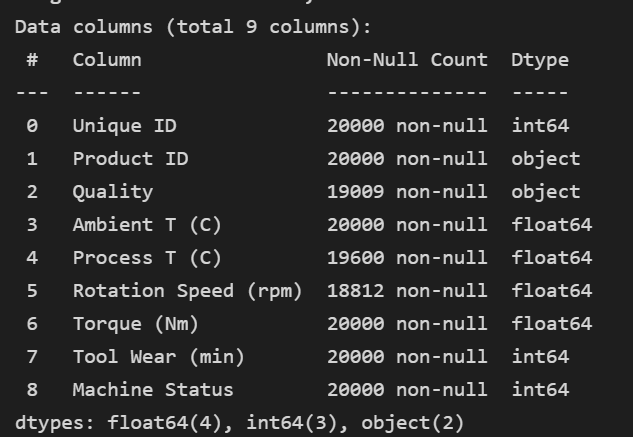 Data columns (total 9 columns):
 #   Column                Non-Null Count  Dtype
---  ------                --------------  -----
 0   Unique ID             20000 non-null  int64
 1   Product ID            20000 non-null  object
 2   Quality               19009 non-null  object
 3   Ambient T (C)         20000 non-null  float64
 4   Process T (C)         19600 non-null  float64
 5   Rotation Speed (rpm)  18812 non-null  float64
 6   Torque (Nm)           20000 non-null  float64
 7   Tool Wear (min)       20000 non-null  int64
 8   Machine Status        20000 non-null  int64
dtypes: float64(4), int64(3), object(2)